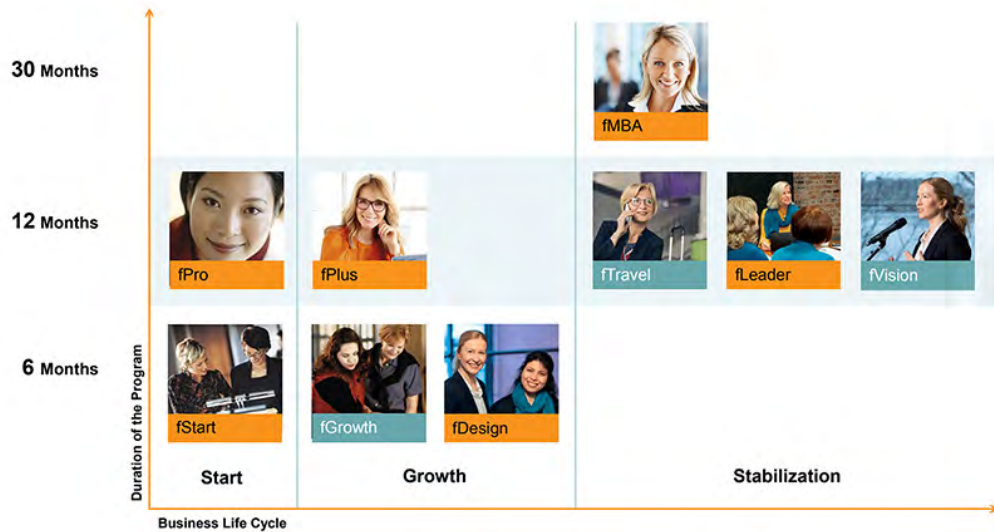 30 Months
fMBA
12 Months
fPro
fPlus
fTravel
fLeader
fVision
6 Months
Duration of the Program
fStart
fGrowth
fDesign
Start
Growth
Stabilization
Business Life Cycle